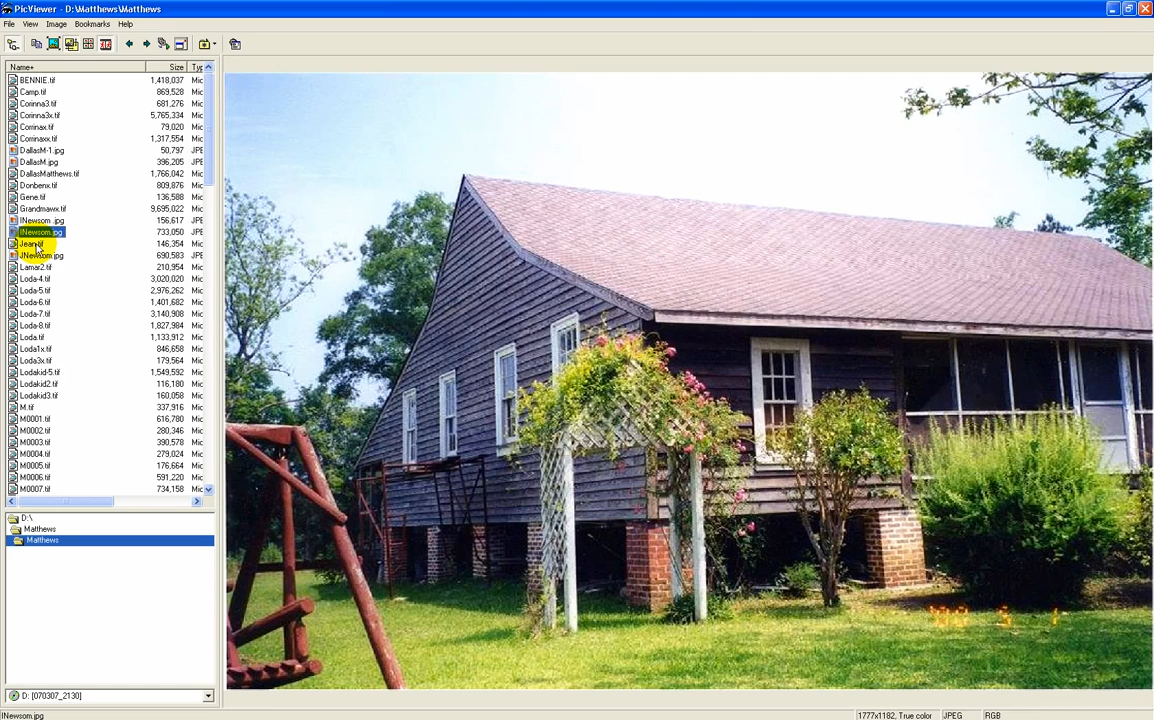 PicViewer - D:\Matthews\Matthews
File View Image Bookmarks Help
Name+ Size Typ
BENNIE.tif 1,418,037 Mic
Camp.tif 869,528 Mic
Corinna3.tif 681,276 Mic
Corinna3x.tif 5,765,334 Mic
Corrinax.tif 79,020 Mic
Corrinaxx.tif 1,317,554 Mic
DallasM-1.jpg 50,797 JPE
DallasM.jpg 396,205 JPE
DallasMatthews.tif 1,766,042 Mic
Donbenx.tif 809,876 Mic
Gene.tif 136,588 Mic
Grandmawx.tif 9,695,022 Mic
INewsom .jpg 156,617 JPE
INewsom.jpg 733,050 JPE
Jean.tif 146,354 Mic
JNewsom.jpg 690,583 JPE
Lamar2.tif 210,954 Mic
Loda-4.tif 3,020,020 Mic
Loda-5.tif 2,976,262 Mic
Loda-6.tif 1,401,682 Mic
Loda-7.tif 3,140,908 Mic
Loda-8.tif 1,827,984 Mic
Loda.tif 1,133,912 Mic
Loda1x.tif 846,658 Mic
Loda3x.tif 179,564 Mic
Lodakid-5.tif 1,549,592 Mic
Lodakid2.tif 116,180 Mic
Lodakid3.tif 160,058 Mic
M.tif 337,916 Mic
M0001.tif 616,780 Mic
M0002.tif 280,346 Mic
M0003.tif 390,578 Mic
M0004.tif 279,024 Mic
M0005.tif 176,664 Mic
M0006.tif 591,220 Mic
M0007.tif 734,158 Mic
D:\
Matthews
Matthews
D: [070307_2130]
INewsom.jpg 1777x1182, True color JPEG RGB